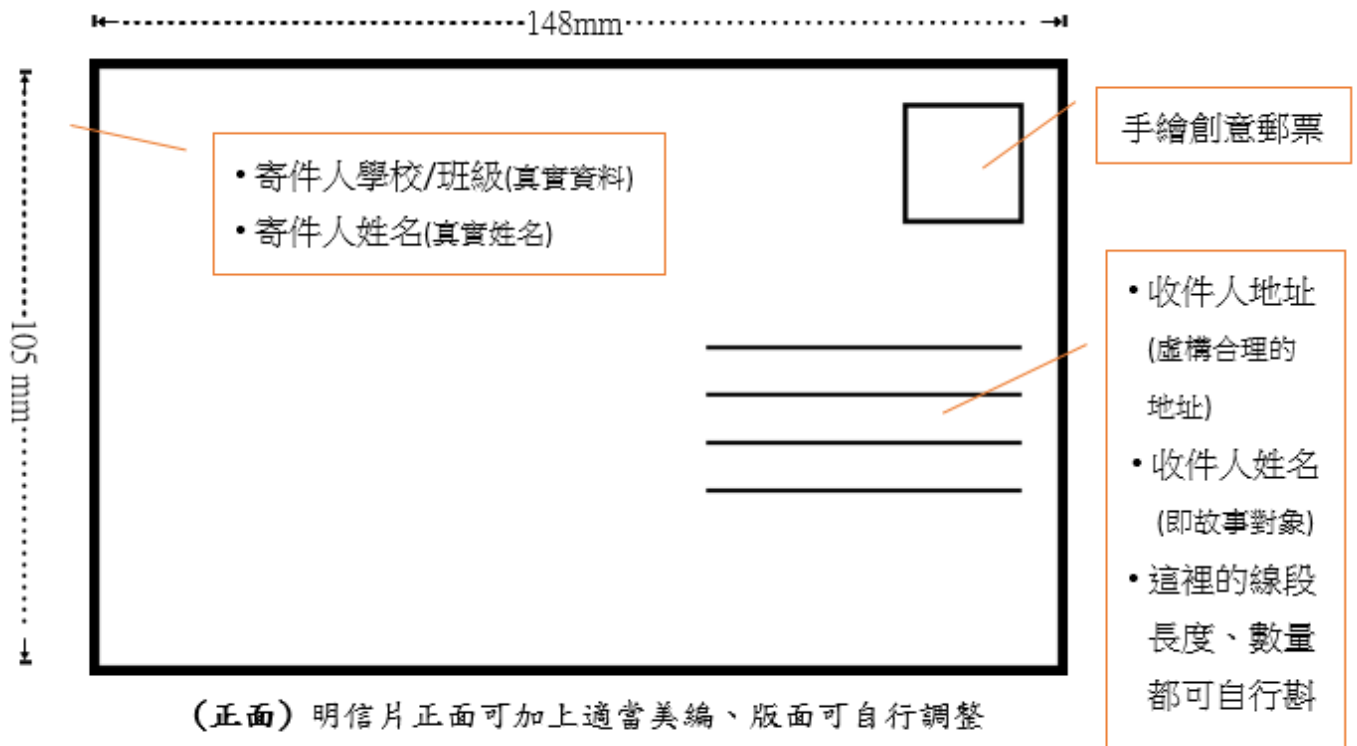 148mm
105 mm
• 寄件人學校/班級(真實資料)
• 寄件人姓名(真實姓名)
手繪創意郵票
• 收件人地址
(虛構合理的
地址)
• 收件人姓名
(即故事對象)
• 這裡的線段
長度、數量
都可自行斟
(正面) 明信片正面可加上適當美編、版面可自行調整